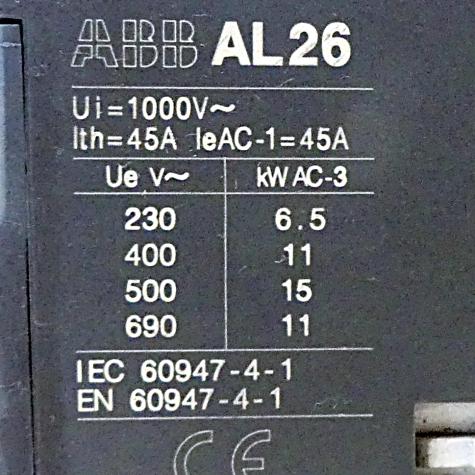 ABB AL26
Ui=1000V~
Ith=45A IeAC-1=45A
Ue V~ kW AC-3
230 6.5
400 11
500 15
690 11
IEC 60947-4-1
EN 60947-4-1
CE